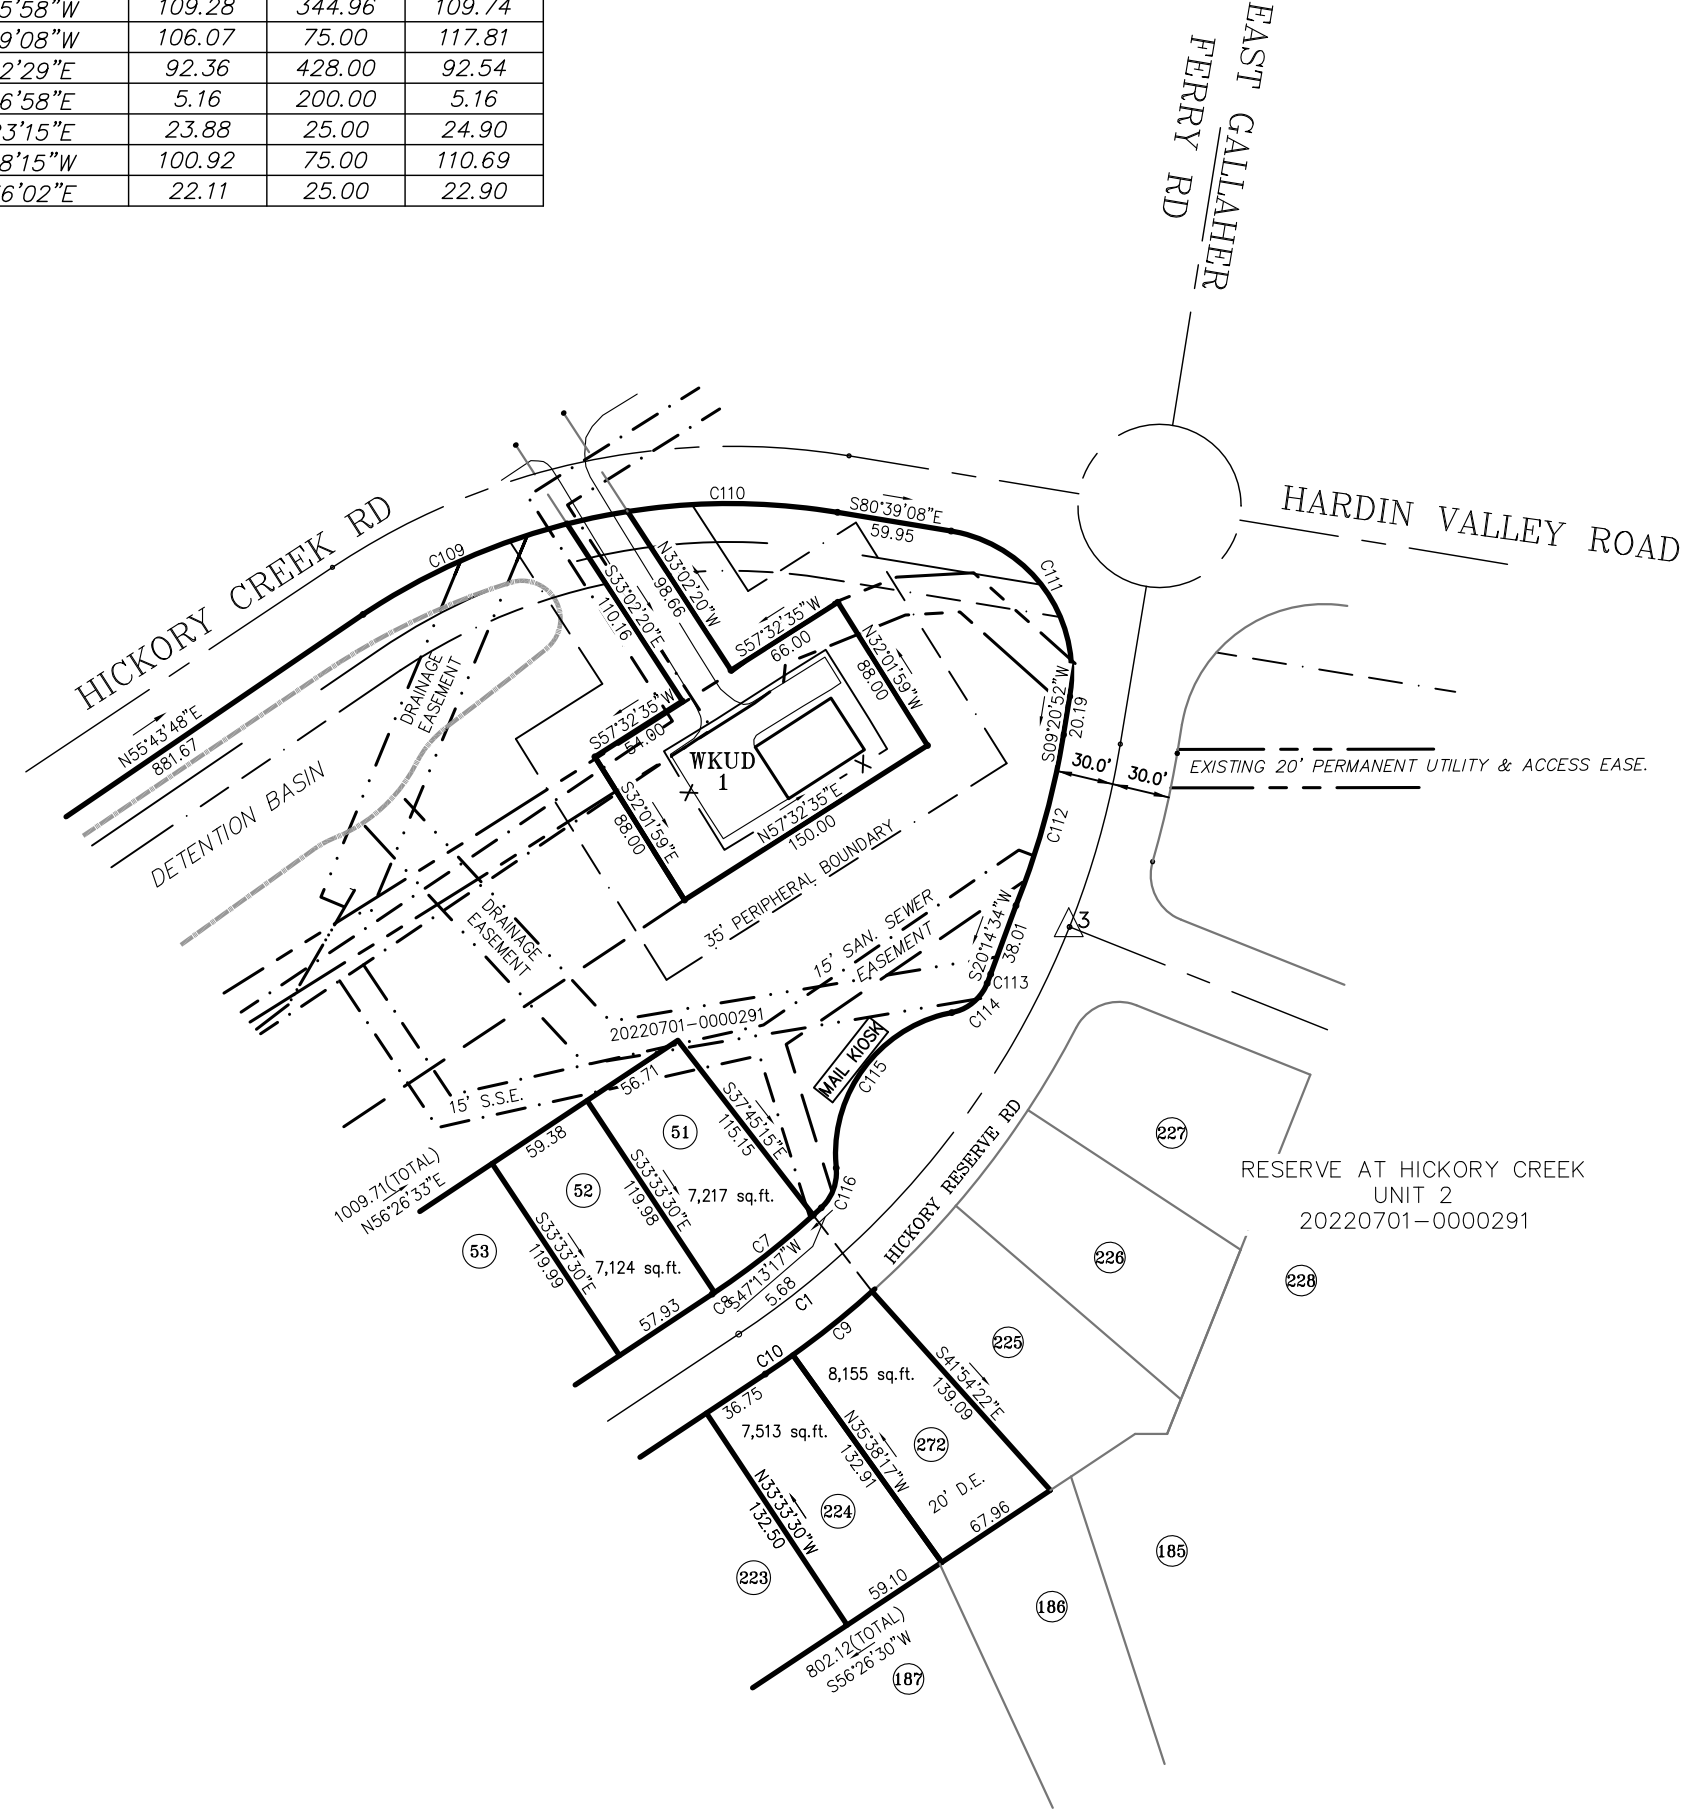 5'58"W 109.28 344.96 109.74
9'08"W 106.07 75.00 117.81
2'29"E 92.36 428.00 92.54
6'58"E 5.16 200.00 5.16
3'15"E 23.88 25.00 24.90
8'15"W 100.92 75.00 110.69
6'02"E 22.11 25.00 22.90
EAST GALLAHER
FERRY RD
HARDIN VALLEY ROAD
HICKORY CREEK RD
C109
C110
S80°39'08"E
59.95
C111
N55°43'48"E
881.67
DRAINAGE
EASEMENT
DETENTION BASIN
S33°02'20"E
110.16
N33°02'20"W
98.66
S57°32'35"W
66.00
N32°01'59"W
88.00
S57°32'35"W
54.00
S32°01'59"E
88.00
WKUD
1
N57°32'35"E
150.00
35' PERIPHERAL BOUNDARY
S09°20'52"W
20.19
30.0'
30.0'
EXISTING 20' PERMANENT UTILITY & ACCESS EASE.
C112
S20°14'34"W
38.01
3
DRAINAGE
EASEMENT
15' SAN. SEWER
EASEMENT
C113
C114
20220701-0000291
MAIL KIOSK
C115
C116
15' S.S.E.
56.71
59.38
S37°45'15"E
115.15
51
52
53
1009.71(TOTAL)
N56°26'33"E
S33°33'30"E
119.98
7,217 sq.ft.
S33°33'30"E
119.99
7,124 sq.ft.
57.93
C7
C8
S47°13'17"W
5.68
C1
HICKORY RESERVE RD
227
RESERVE AT HICKORY CREEK
UNIT 2
20220701-0000291
226
228
225
C9
C10
36.75
8,155 sq.ft.
7,513 sq.ft.
S41°54'22"E
139.09
N35°38'17"W
132.91
272
20' D.E.
67.96
N33°33'30"W
132.50
224
223
59.10
802.12(TOTAL)
S56°26'30"W
185
186
187